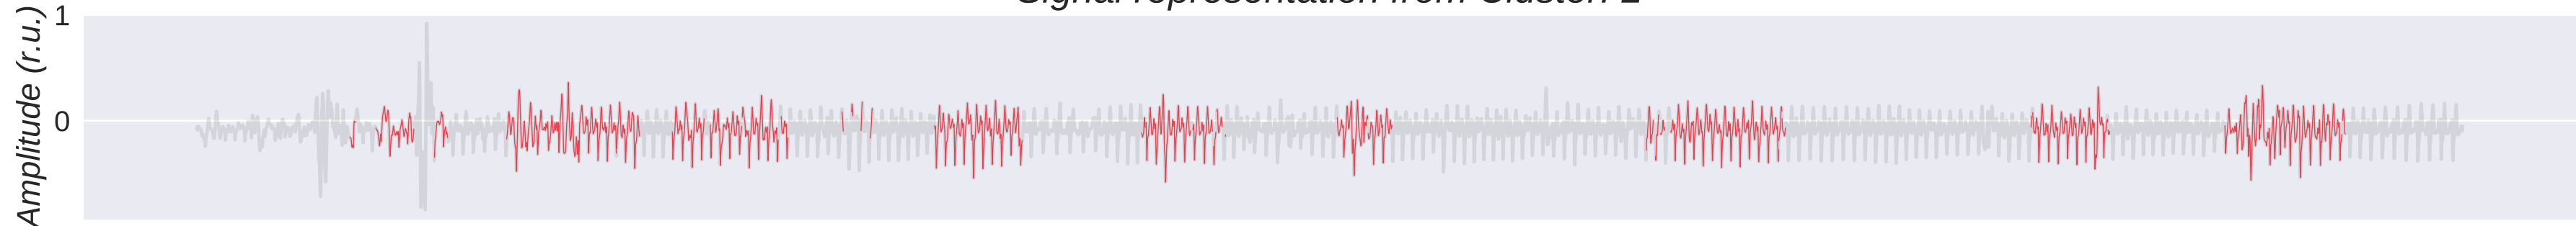 Signal representation from Cluster: 2
Amplitude (r.u.)
1
0